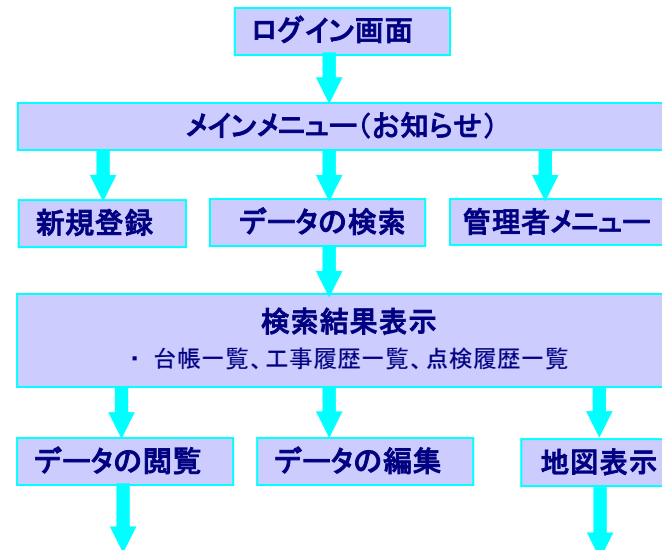 ログイン画面
メインメニュー(お知らせ)
新規登録
データの検索
管理者メニュー
検索結果表示
・ 台帳一覧、工事履歴一覧、点検履歴一覧
データの閲覧
データの編集
地図表示